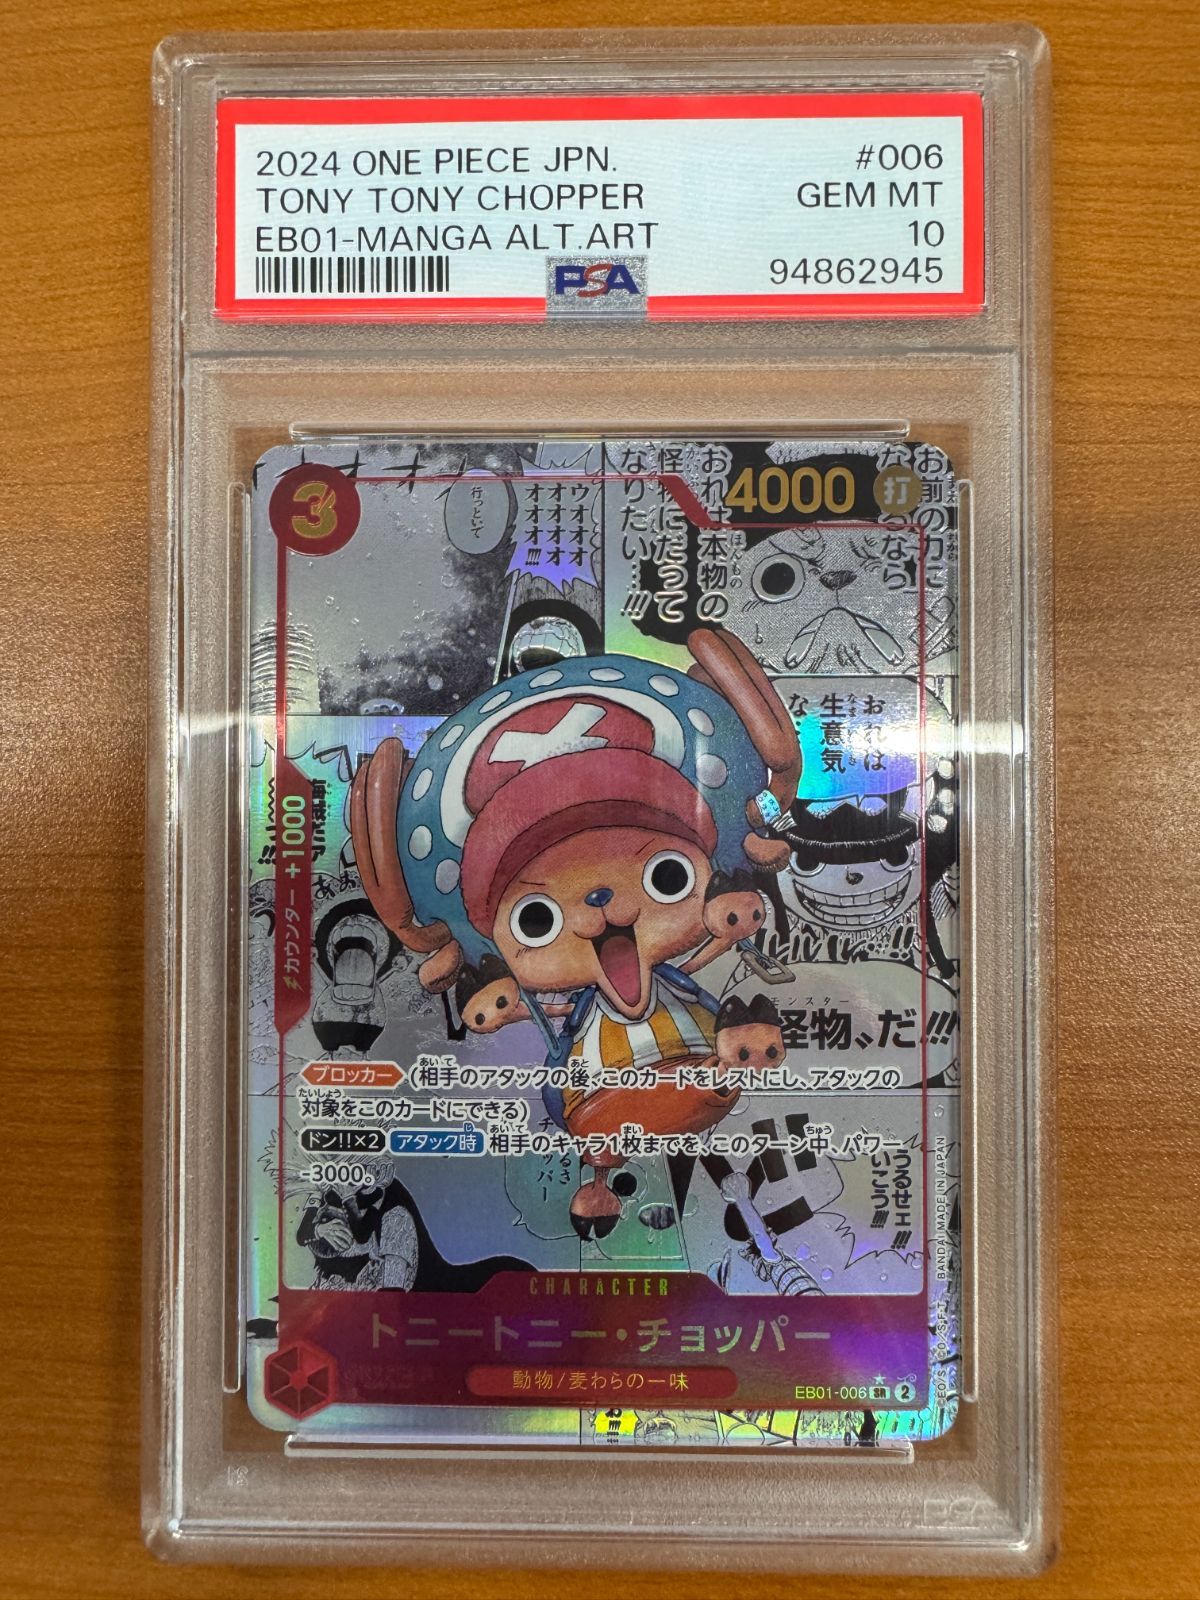 2024 ONE PIECE JPN.
#006
TONY TONY CHOPPER
GEM MT
EB01-MANGA ALT.ART
10
PSA
94862945
3
4000
打
行っといて
ウオオオ
オオオオ
オオオオ
オオ!!!!
おれは本物の
怪物にだって
なりたい…!!!
お前の力に
なるなら
おれは
生意気
な…
カウンター +1000
モンスター
怪物〟だ!!!
ブロッカー (相手のアタックの後、このカードをレストにし、アタックの
対象をこのカードにできる)
ドン!!×2 アタック時 相手のキャラ1枚までを、このターン中、パワー
-3000。
うるせェ!!!
いこう!!!!
CHARACTER
トニートニー・チョッパー
動物/麦わらの一味
EB01-006 SR 2
©E.O./S. ©O./S.,F.,T. BANDAI MADE IN JAPAN